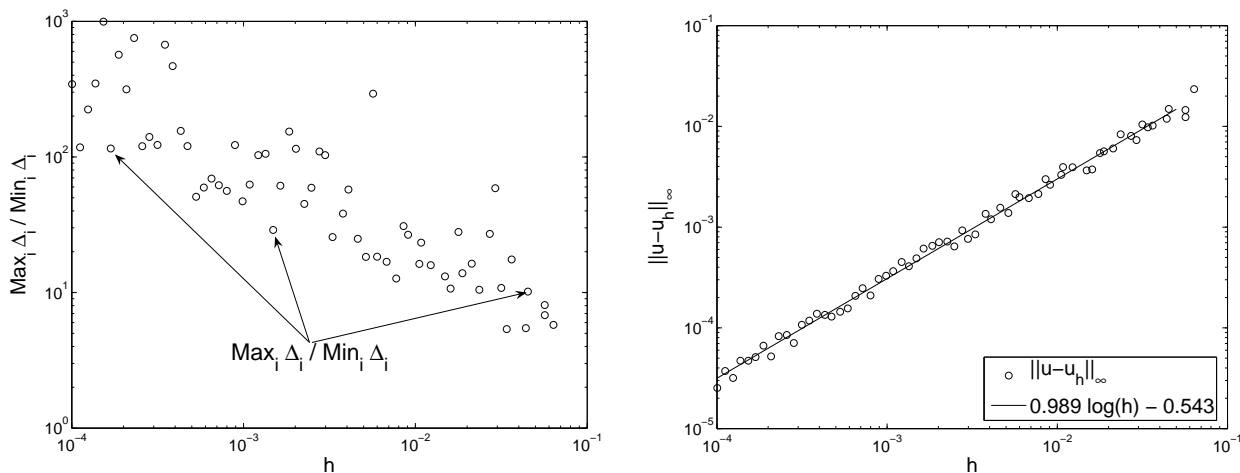 10^3
10^2
10^1
10^0
10^-4
10^-3
10^-2
10^-1
h
Max_i Δ_i / Min_i Δ_i
Max_i Δ_i / Min_i Δ_i
10^-1
10^-2
10^-3
10^-4
10^-5
10^-4
10^-3
10^-2
10^-1
h
||u−u_h||_∞
||u−u_h||_∞
0.989 log(h) − 0.543